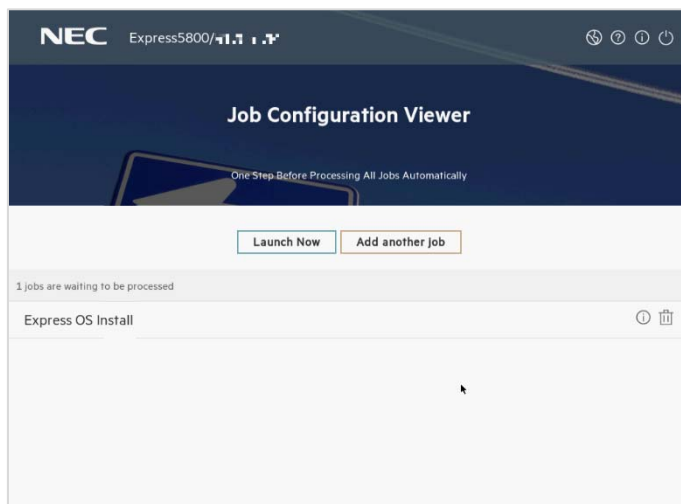 NEC Express5800/
Job Configuration Viewer
One Step Before Processing All Jobs Automatically
Launch Now Add another job
1 jobs are waiting to be processed
Express OS Install